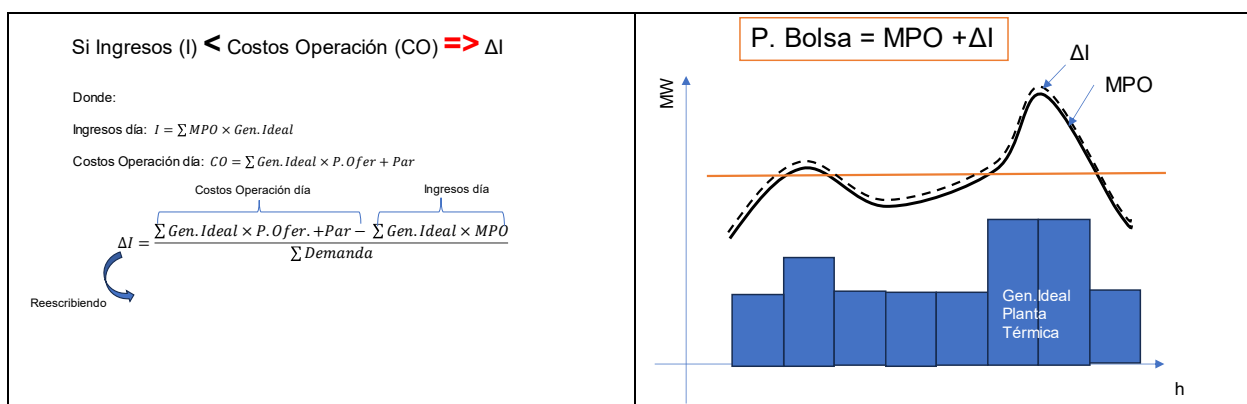 Si Ingresos (I) < Costos Operación (CO) => ΔI
Donde:
Ingresos día: I = ∑ MPO × Gen.Ideal
Costos Operación día: CO = ∑ Gen.Ideal × P.Ofer + Par
Costos Operación día
Ingresos día
ΔI = (∑ Gen.Ideal × P.Ofer.+Par − ∑ Gen.Ideal × MPO) / ∑ Demanda
Reescribiendo
P. Bolsa = MPO +ΔI
ΔI
MPO
MW
Gen.Ideal
Planta
Térmica
h